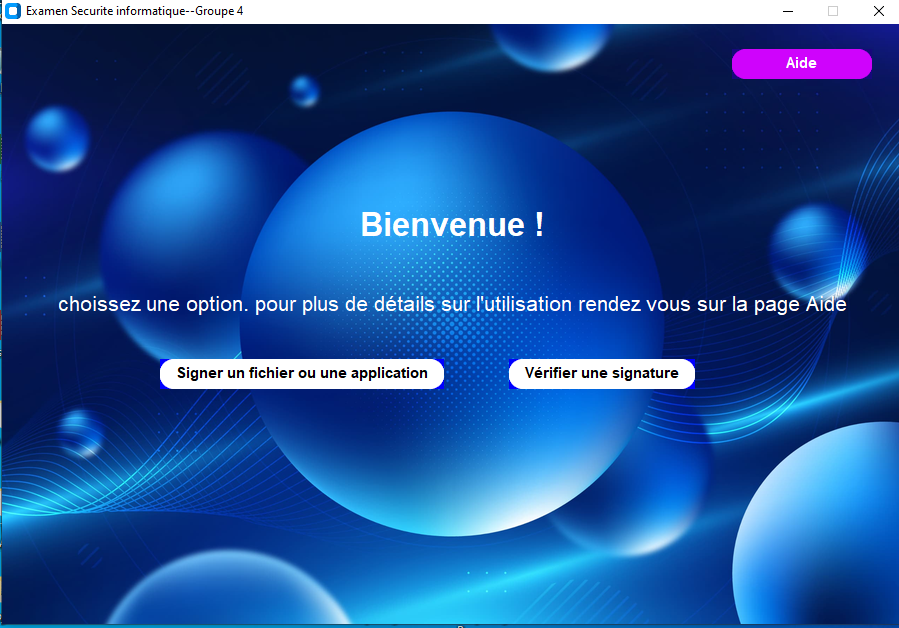 Examen Securite informatique--Groupe 4
Aide
Bienvenue !
choissez une option. pour plus de détails sur l'utilisation rendez vous sur la page Aide
Signer un fichier ou une application
Vérifier une signature